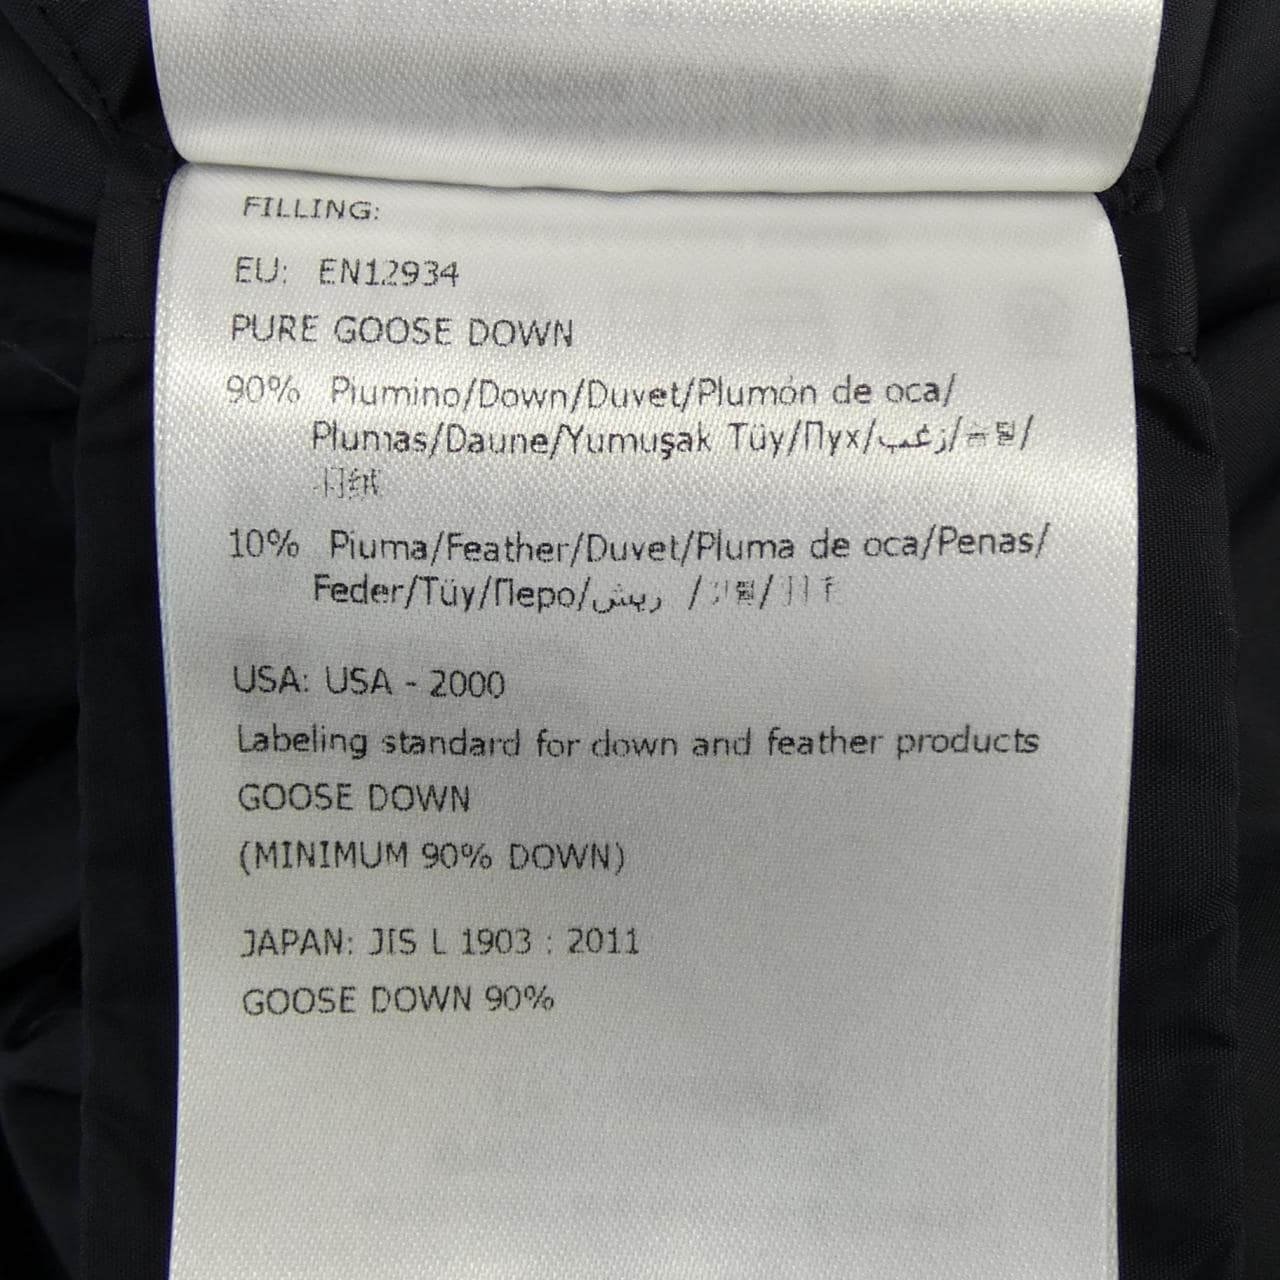 FILLING:
EU: EN12934
PURE GOOSE DOWN
90% Piumino/Down/Duvet/Plumón de oca/
Plumas/Daune/Yumuşak Tüy/Пух/زغب/
10% Piuma/Feather/Duvet/Pluma de oca/Penas/
Feder/Tüy/Перо/ريش /
USA: USA - 2000
Labeling standard for down and feather products
GOOSE DOWN
(MINIMUM 90% DOWN)
JAPAN: JIS L 1903 : 2011
GOOSE DOWN 90%